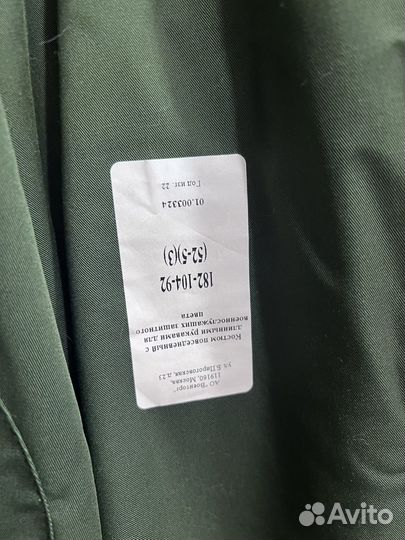 АО "Военторг"
119160, Москва,
ул. Б.Пироговская, д.23
Костюм повседневный с
длинными рукавами для
военнослужащих защитного
цвета
182-104-92
(52-5)(3)
01.003324
Год изг. 22
Avito